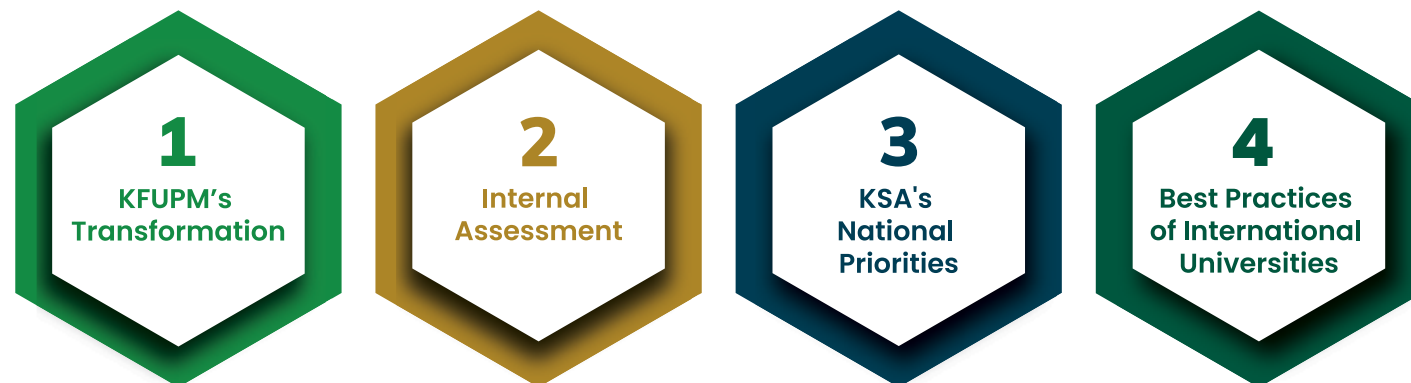 1
KFUPM’s
Transformation
2
Internal
Assessment
3
KSA's
National
Priorities
4
Best Practices
of International
Universities